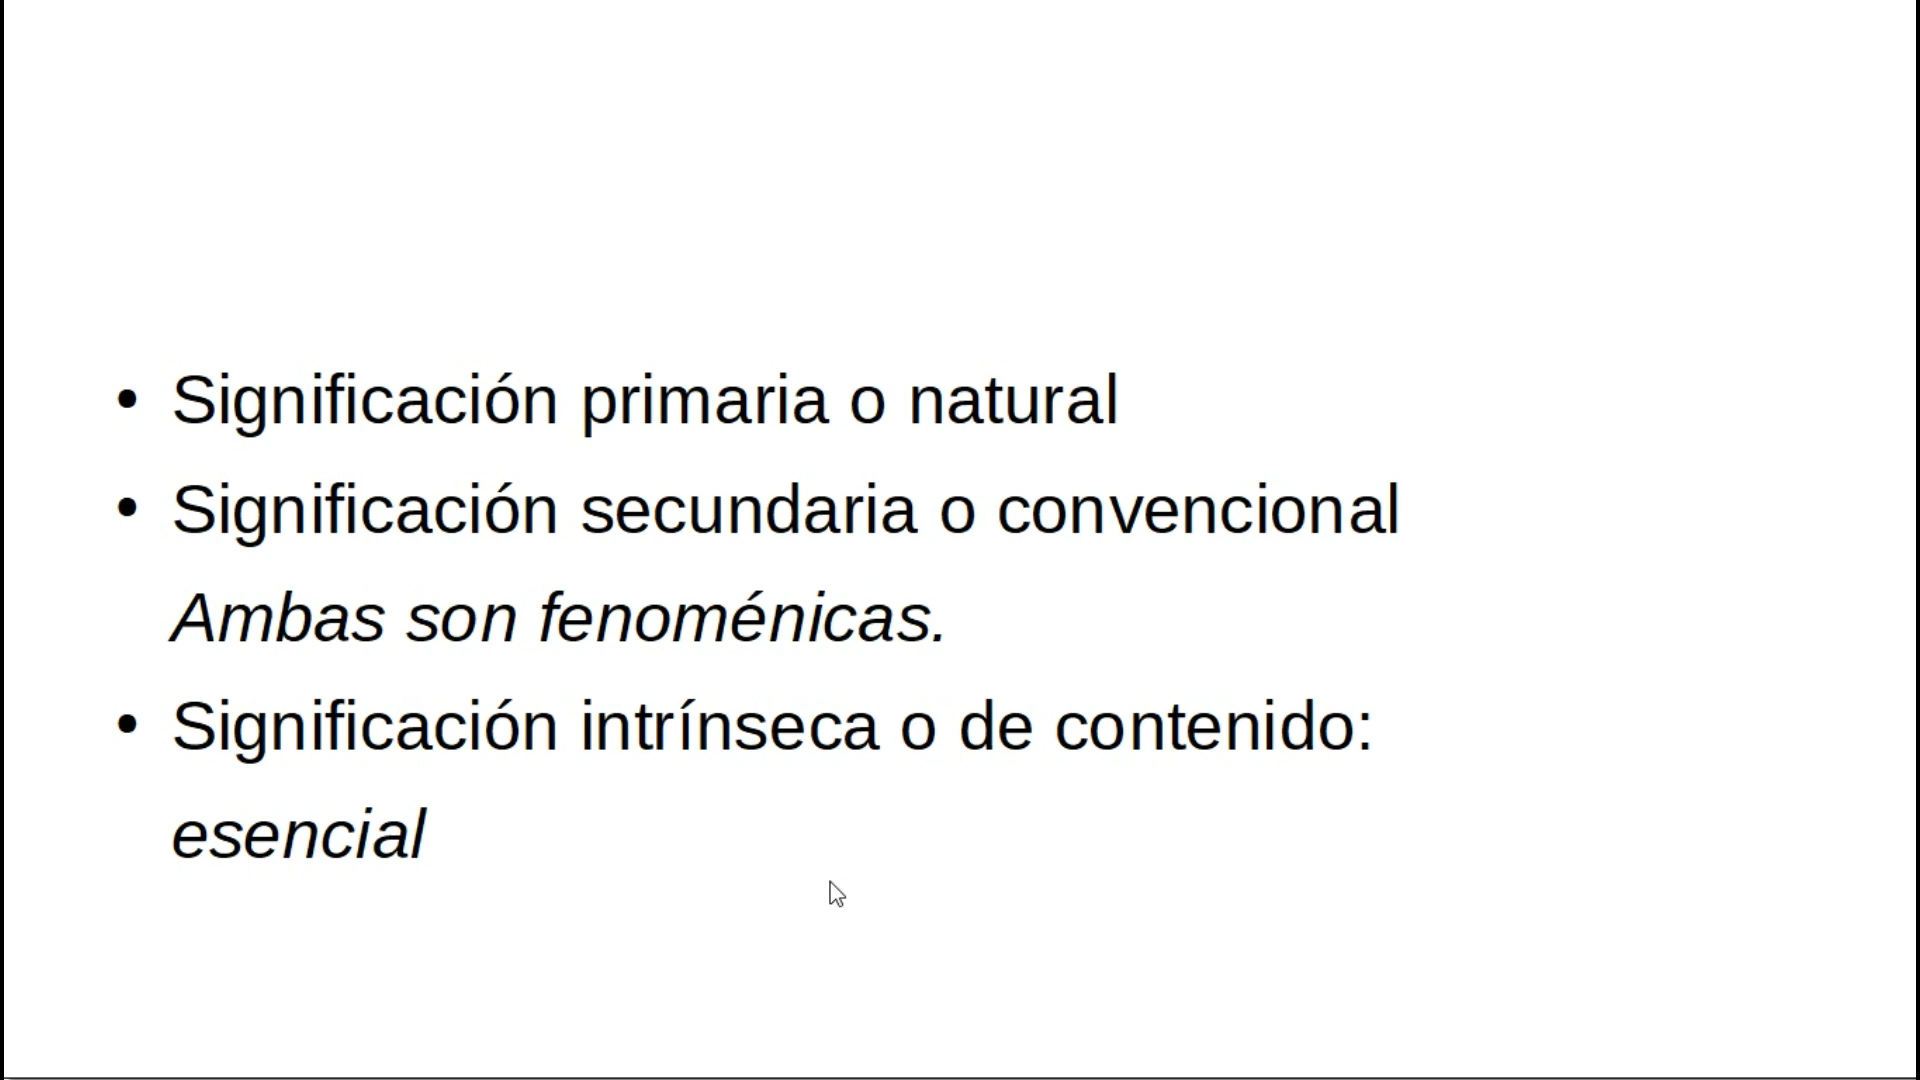 • Significación primaria o natural
• Significación secundaria o convencional
Ambas son fenoménicas.
• Significación intrínseca o de contenido:
esencial